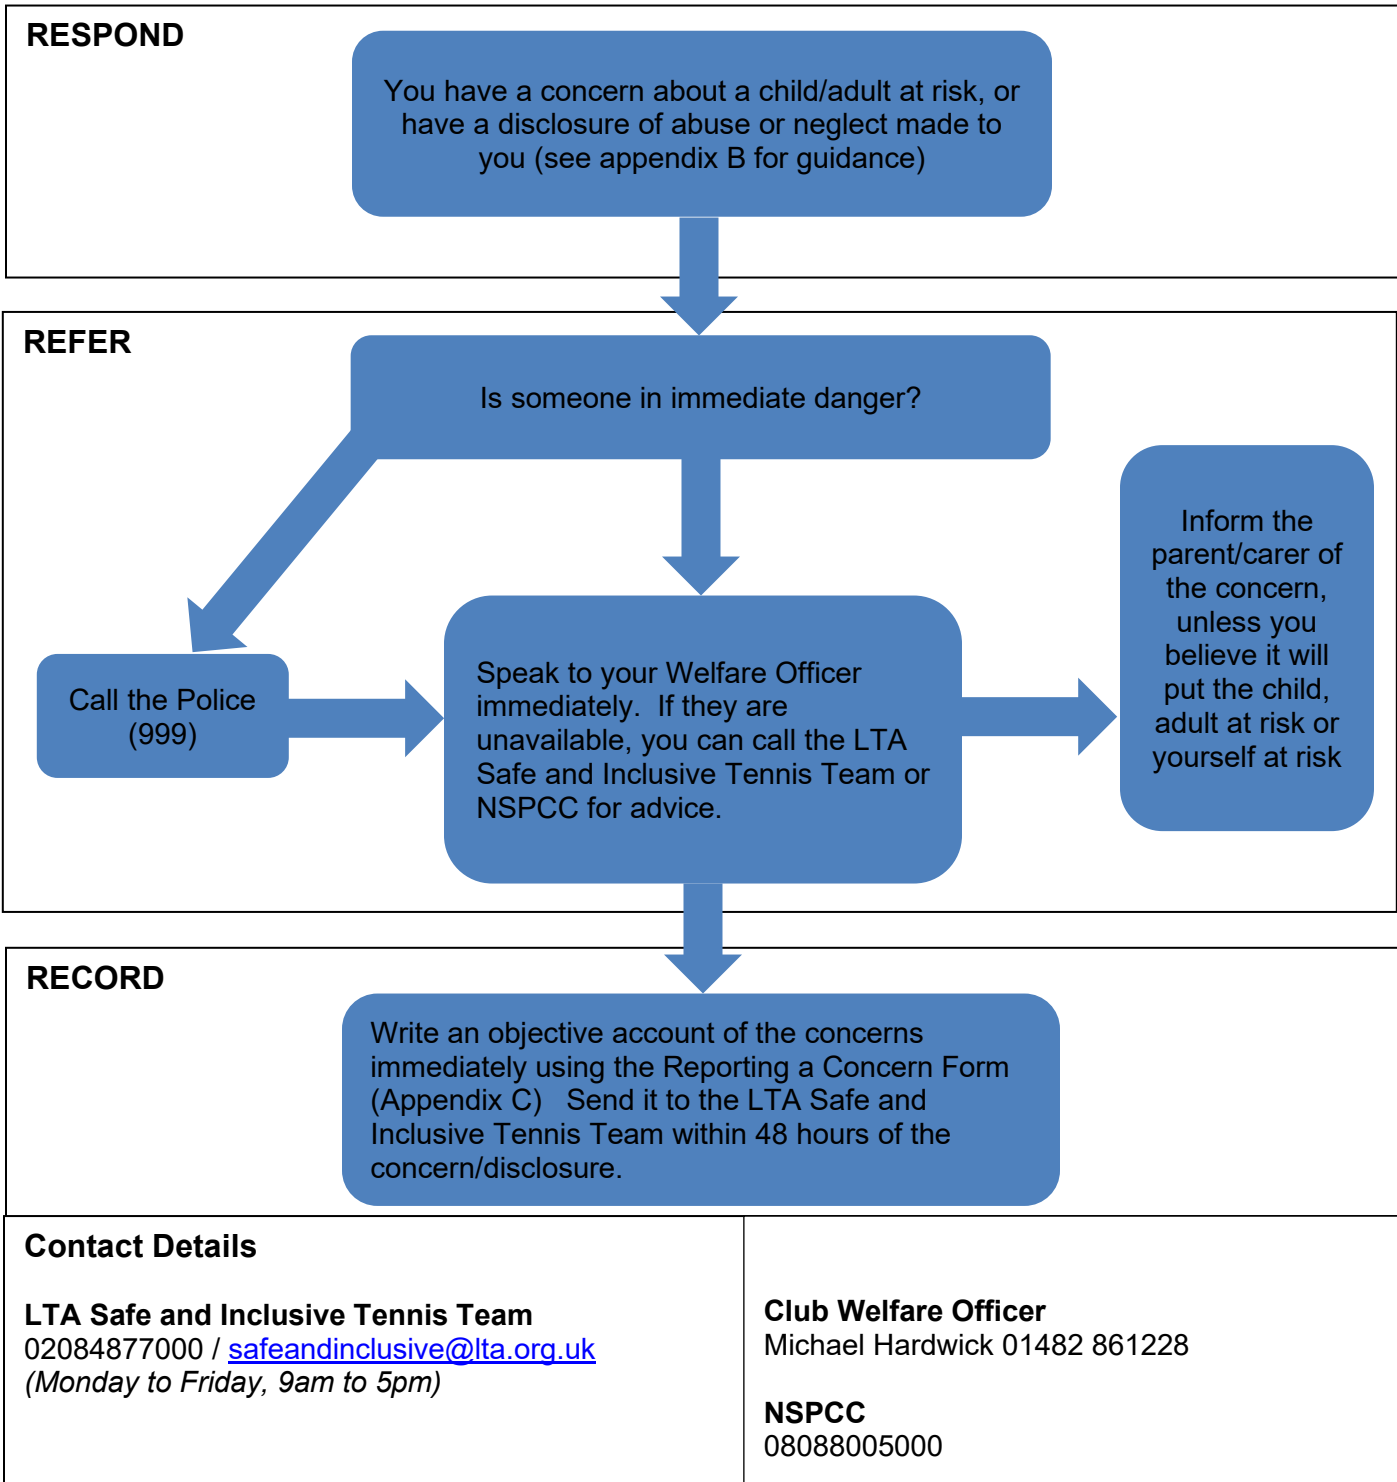 RESPOND
You have a concern about a child/adult at risk, or
have a disclosure of abuse or neglect made to
you (see appendix B for guidance)
REFER
Is someone in immediate danger?
Call the Police
(999)
Speak to your Welfare Officer
immediately.  If they are
unavailable, you can call the LTA
Safe and Inclusive Tennis Team or
NSPCC for advice.
Inform the
parent/carer of
the concern,
unless you
believe it will
put the child,
adult at risk or
yourself at risk
RECORD
Write an objective account of the concerns
immediately using the Reporting a Concern Form
(Appendix C)   Send it to the LTA Safe and
Inclusive Tennis Team within 48 hours of the
concern/disclosure.
Contact Details
LTA Safe and Inclusive Tennis Team
02084877000 / safeandinclusive@lta.org.uk
(Monday to Friday, 9am to 5pm)
Club Welfare Officer
Michael Hardwick 01482 861228
NSPCC
08088005000